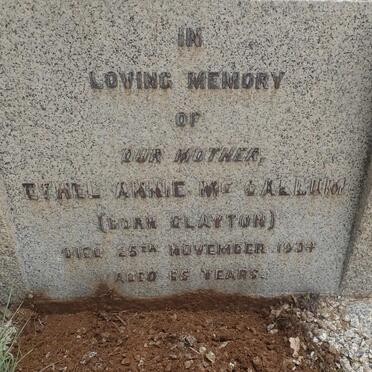 IN
LOVING MEMORY
OF
OUR MOTHER,
ETHEL ANNIE McCALLUM
(BORN CLAYTON)
DIED 25TH NOVEMBER 1934
AGED 65 YEARS.